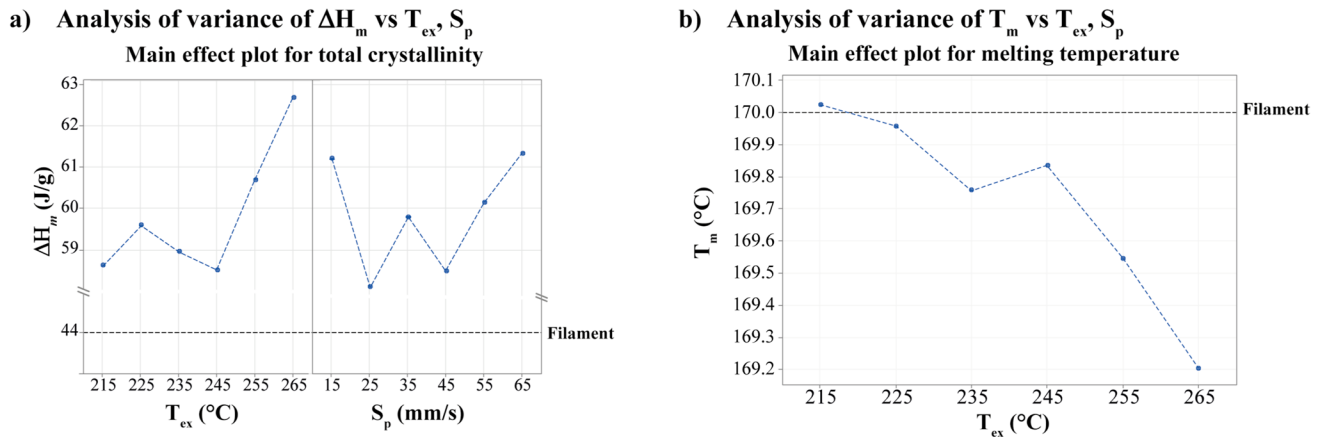 a) Analysis of variance of ΔHm vs Tex, Sp
Main effect plot for total crystallinity
63
62
61
60
59
44
ΔHm (J/g)
Filament
215 225 235 245 255 265 15 25 35 45 55 65
Tex (°C) Sp (mm/s)
b) Analysis of variance of Tm vs Tex, Sp
Main effect plot for melting temperature
170.1
170.0
169.9
169.8
169.7
169.6
169.5
169.4
169.3
169.2
Tm (°C)
Filament
215 225 235 245 255 265
Tex (°C)